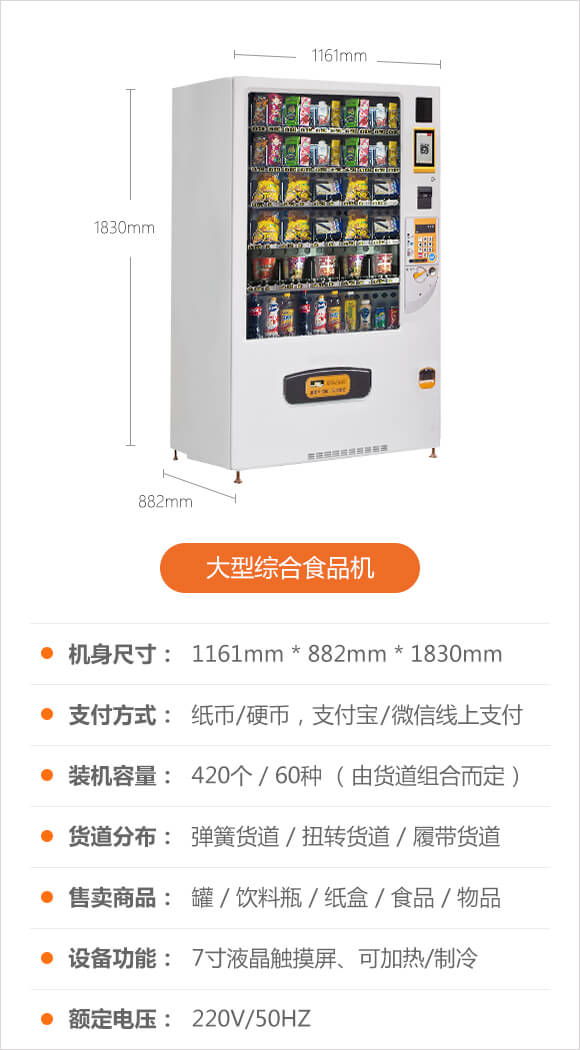 1161mm
1830mm
882mm
大型综合食品机
机身尺寸： 1161mm * 882mm * 1830mm
支付方式： 纸币/硬币，支付宝/微信线上支付
装机容量： 420个 / 60种 （ 由货道组合而定 ）
货道分布： 弹簧货道 / 扭转货道 / 履带货道
售卖商品： 罐 / 饮料瓶 / 纸盒 / 食品 / 物品
设备功能： 7寸液晶触摸屏、可加热/制冷
额定电压： 220V/50HZ